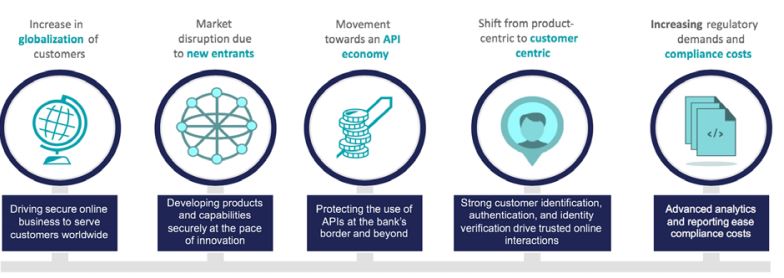 Increase in
globalization of
customers
Market
disruption due
to new entrants
Movement
towards an API
economy
Shift from product-
centric to customer
centric
Increasing regulatory
demands and
compliance costs
</>
Driving secure online
business to serve
customers worldwide
Developing products
and capabilities
securely at the pace
of innovation
Protecting the use of
APIs at the bank's
border and beyond
Strong customer identification,
authentication, and identity
verification drive trusted online
interactions
Advanced analytics
and reporting ease
compliance costs